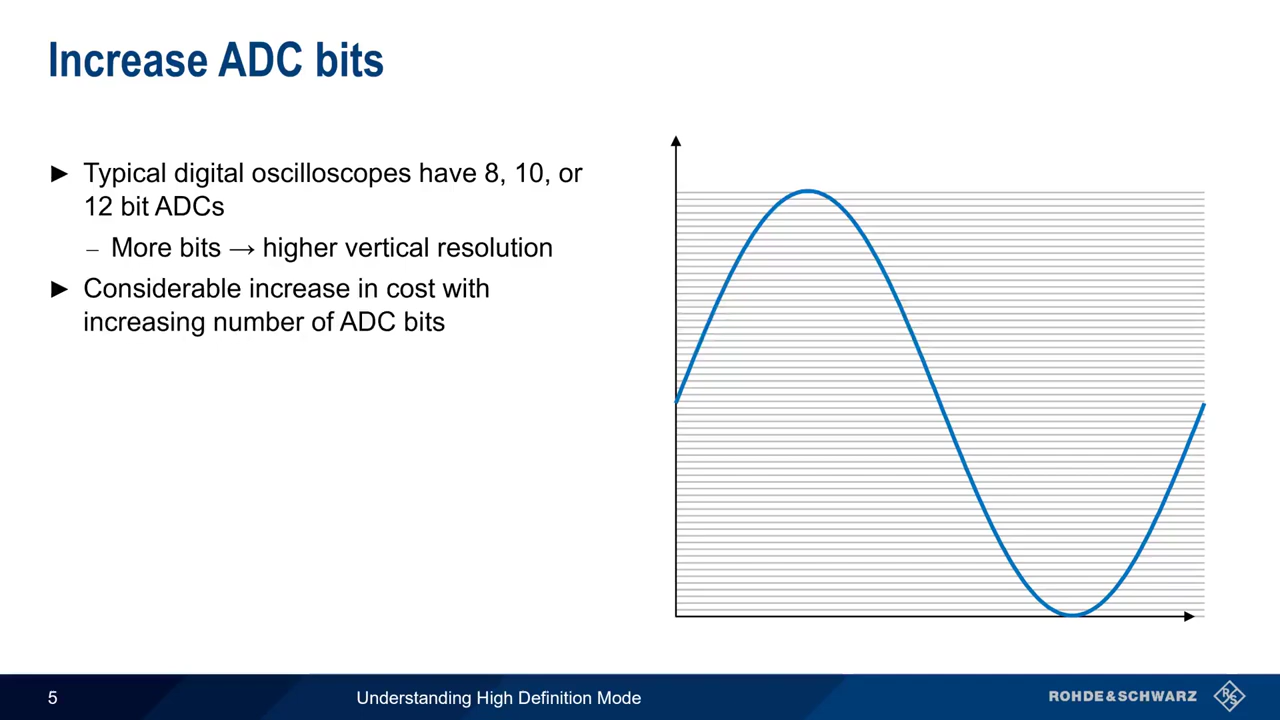 Increase ADC bits
► Typical digital oscilloscopes have 8, 10, or
12 bit ADCs
– More bits → higher vertical resolution
► Considerable increase in cost with
increasing number of ADC bits
5
Understanding High Definition Mode
ROHDE&SCHWARZ
R S